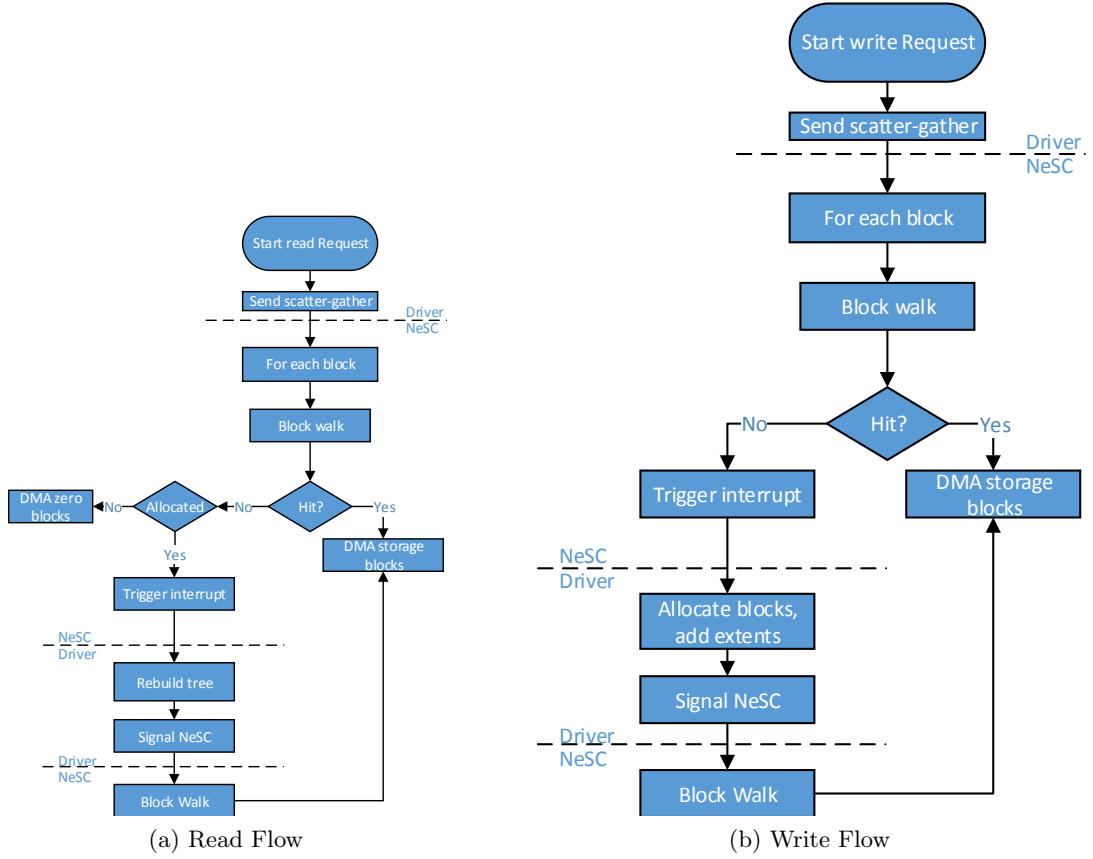 Start read Request
Send scatter-gather
Driver
NeSC
For each block
Block walk
Hit?
No
Yes
Allocated
No
DMA zero
blocks
Yes
DMA storage
blocks
Trigger interrupt
NeSC
Driver
Rebuild tree
Signal NeSC
Driver
NeSC
Block Walk
(a) Read Flow
Start write Request
Send scatter-gather
Driver
NeSC
For each block
Block walk
Hit?
No
Yes
Trigger interrupt
DMA storage
blocks
NeSC
Driver
Allocate blocks,
add extents
Signal NeSC
Driver
NeSC
Block Walk
(b) Write Flow